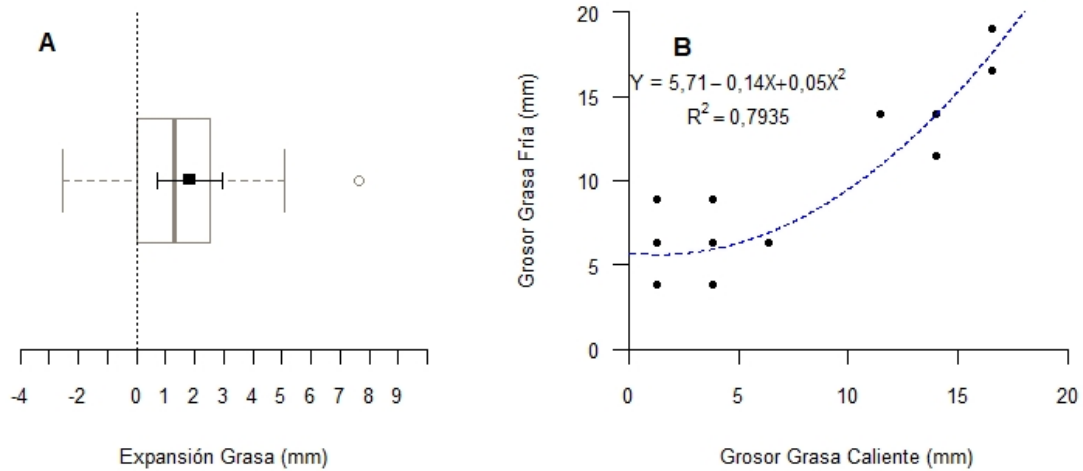 A
-4 -2 0 1 2 3 4 5 6 7 8 9
Expansión Grasa (mm)
B
Y = 5,71 – 0,14X+0,05X²
R² = 0,7935
Grosor Grasa Fría (mm)
20
15
10
5
0
0 5 10 15 20
Grosor Grasa Caliente (mm)